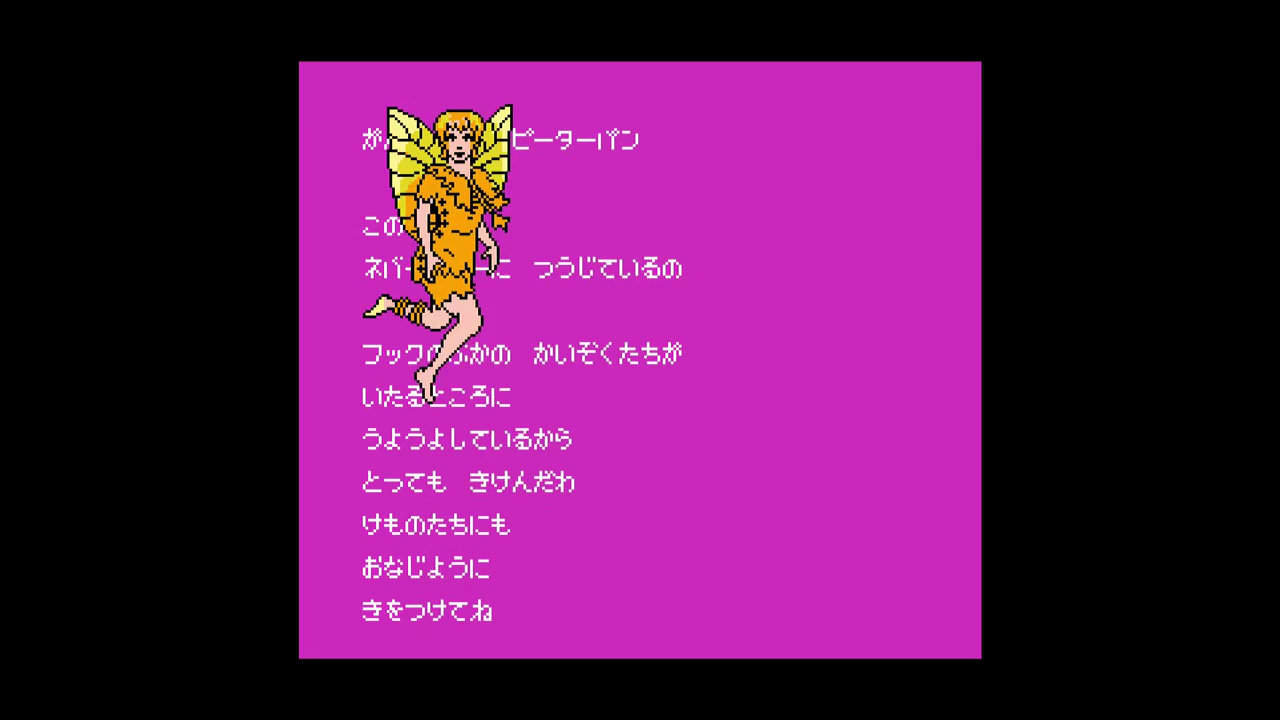 が ピーターパン
この
ネバー に つうじているの
フックのぶかの かいぞくたちが
いたるところに
うようよしているから
とっても きけんだわ
けものたちにも
おなじように
きをつけてね